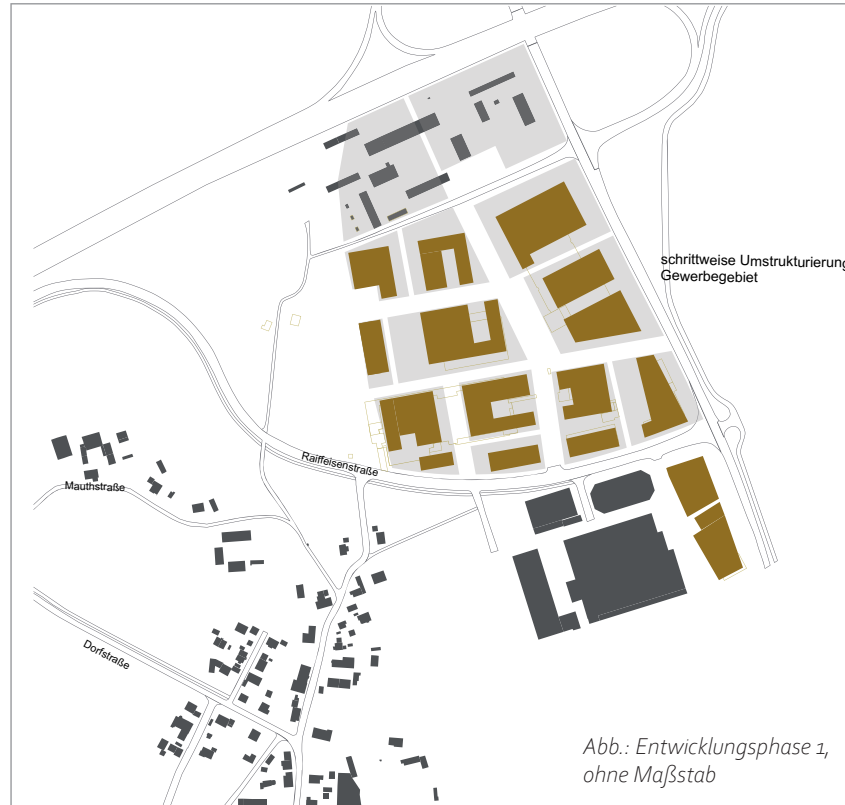 schrittweise Umstrukturierung
Gewerbegebiet
Raiffeisenstraße
Mauthstraße
Dorfstraße
Abb.: Entwicklungsphase 1,
ohne Maßstab